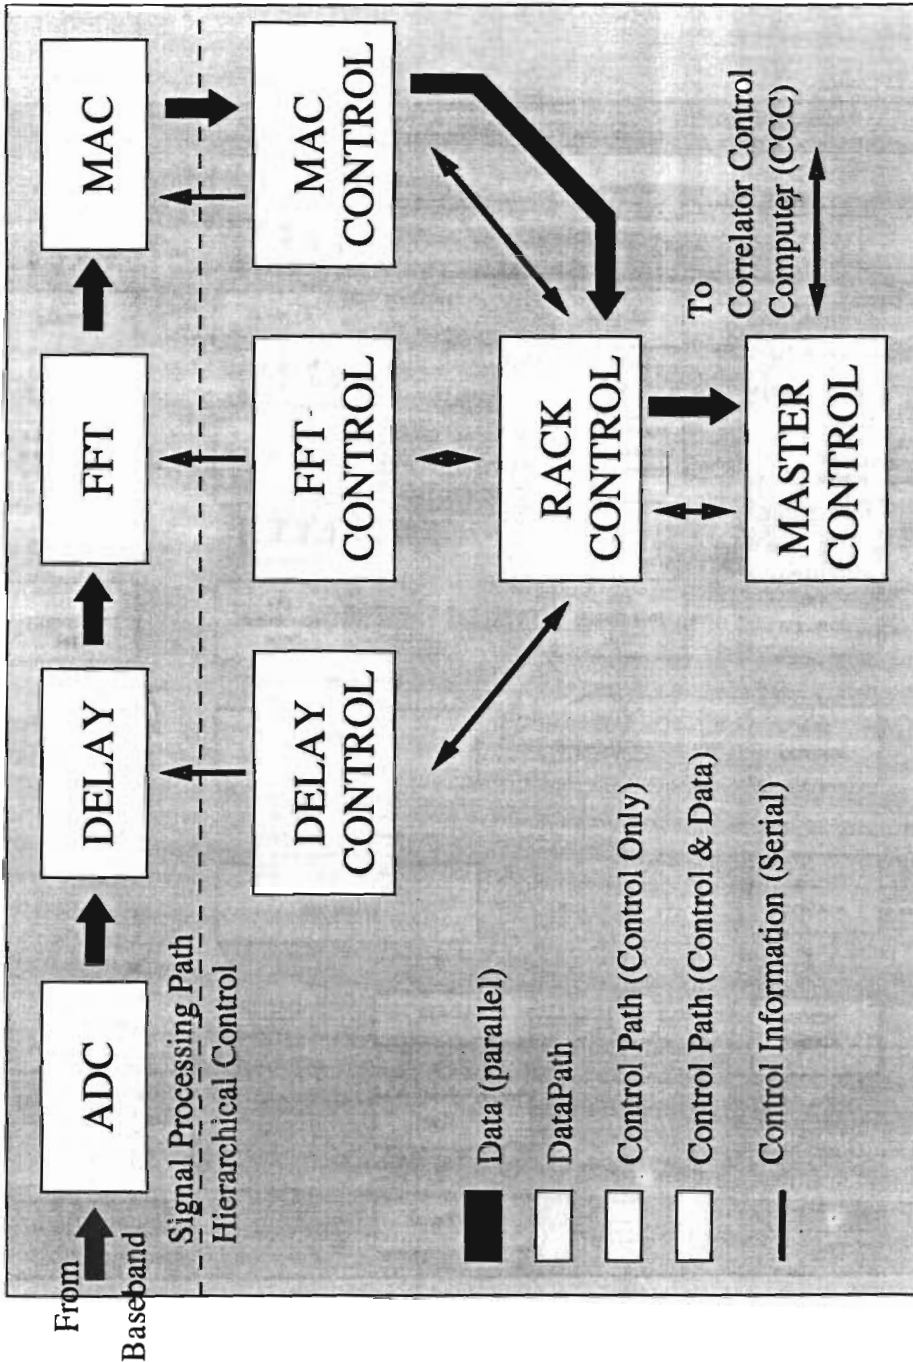 From
Baseband
ADC
DELAY
FFT
MAC
Signal Processing Path
Hierarchical Control
DELAY
CONTROL
FFT
CONTROL
MAC
CONTROL
RACK
CONTROL
MASTER
CONTROL
To
Correlator Control
Computer (CCC)
Data (parallel)
DataPath
Control Path (Control Only)
Control Path (Control & Data)
Control Information (Serial)